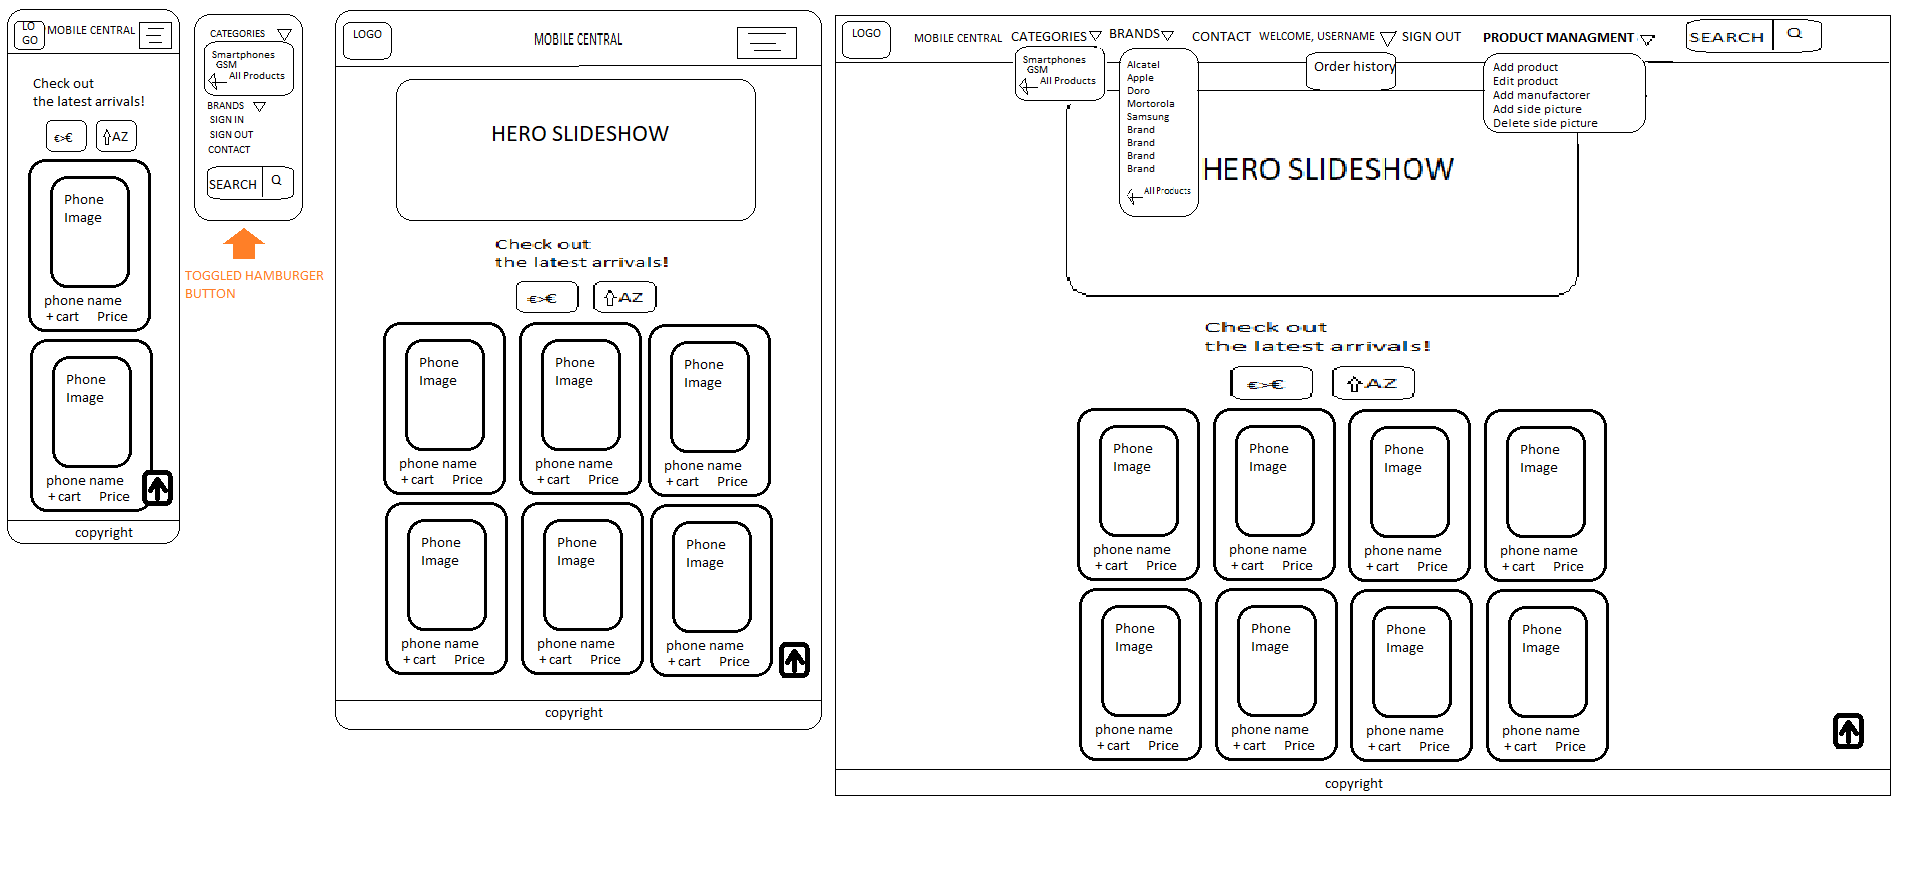 LO
GO
MOBILE CENTRAL
Check out
the latest arrivals!
€>€
AZ
Phone
Image
phone name
+ cart Price
Phone
Image
phone name
+ cart Price
copyright
CATEGORIES
Smartphones
GSM
All Products
BRANDS
SIGN IN
SIGN OUT
CONTACT
SEARCH
TOGGLED HAMBURGER
BUTTON
LOGO
MOBILE CENTRAL
HERO SLIDESHOW
Check out
the latest arrivals!
€>€
AZ
Phone
Image
phone name
+ cart Price
Phone
Image
phone name
+ cart Price
Phone
Image
phone name
+ cart Price
Phone
Image
phone name
+ cart Price
Phone
Image
phone name
+ cart Price
Phone
Image
phone name
+ cart Price
copyright
LOGO
MOBILE CENTRAL
CATEGORIES
BRANDS
CONTACT
WELCOME, USERNAME
SIGN OUT
PRODUCT MANAGMENT
SEARCH
Smartphones
GSM
All Products
Alcatel
Apple
Doro
Mortorola
Samsung
Brand
Brand
Brand
Brand
All Products
Order history
Add product
Edit product
Add manufactorer
Add side picture
Delete side picture
HERO SLIDESHOW
Check out
the latest arrivals!
€>€
AZ
Phone
Image
phone name
+ cart Price
Phone
Image
phone name
+ cart Price
Phone
Image
phone name
+ cart Price
Phone
Image
phone name
+ cart Price
Phone
Image
phone name
+ cart Price
Phone
Image
phone name
+ cart Price
Phone
Image
phone name
+ cart Price
Phone
Image
phone name
+ cart Price
copyright